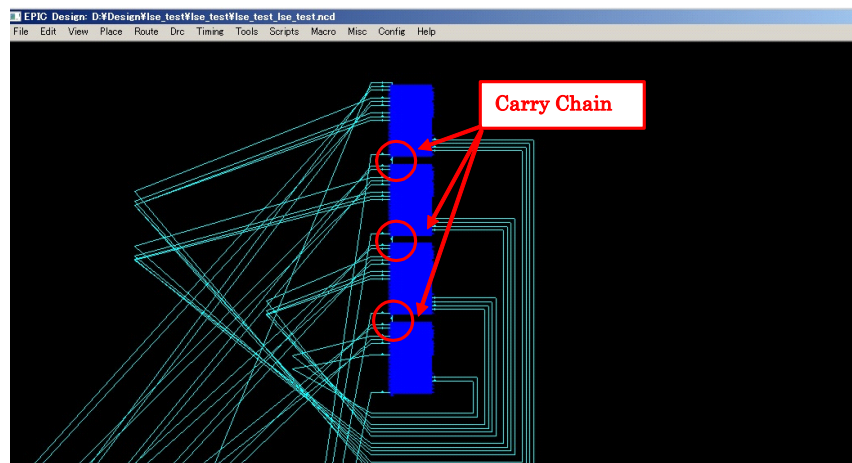 EPIC Design: D:¥Design¥lse_test¥lse_test¥lse_test_lse_test.ncd
File Edit View Place Route Drc Timing Tools Scripts Macro Misc Config Help
Carry Chain